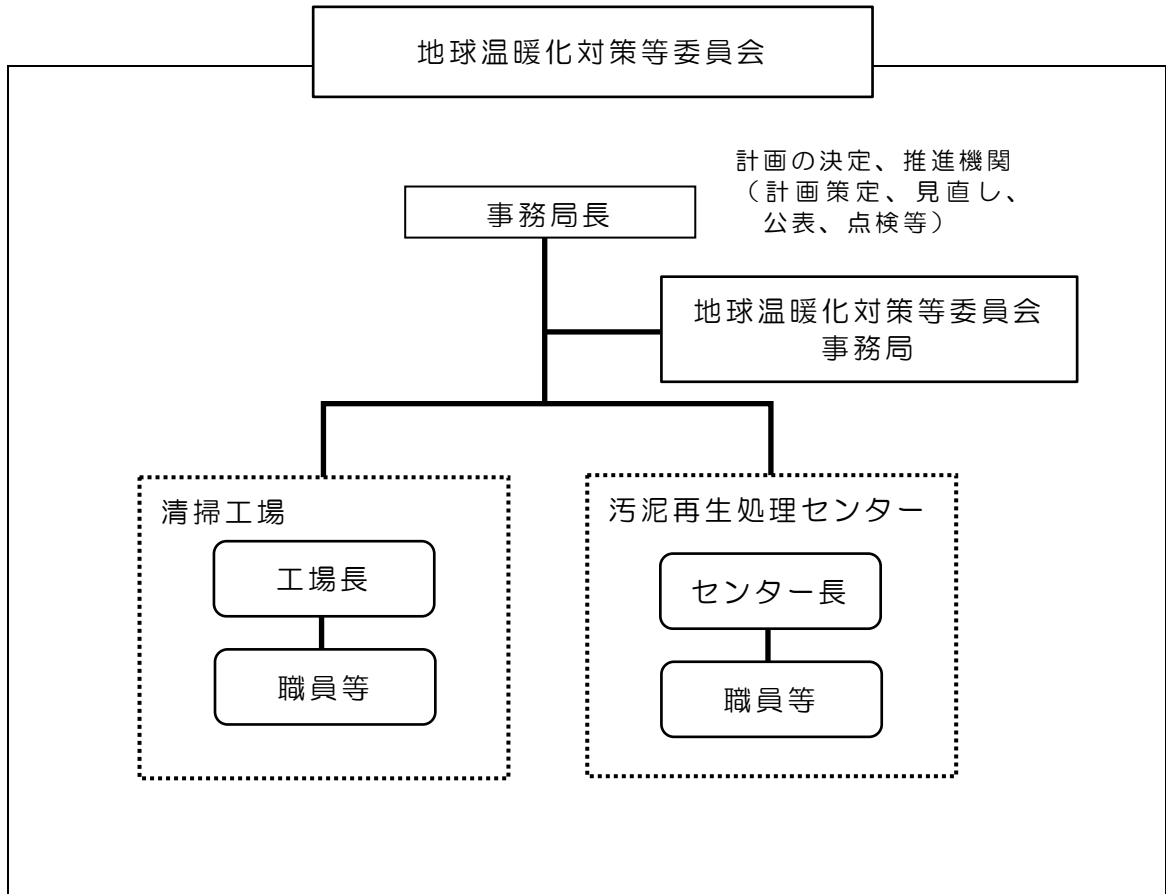 地球温暖化対策等委員会
計画の決定、推進機関
（計画策定、見直し、
公表、点検等）
事務局長
地球温暖化対策等委員会
事務局
清掃工場
工場長
職員等
汚泥再生処理センター
センター長
職員等